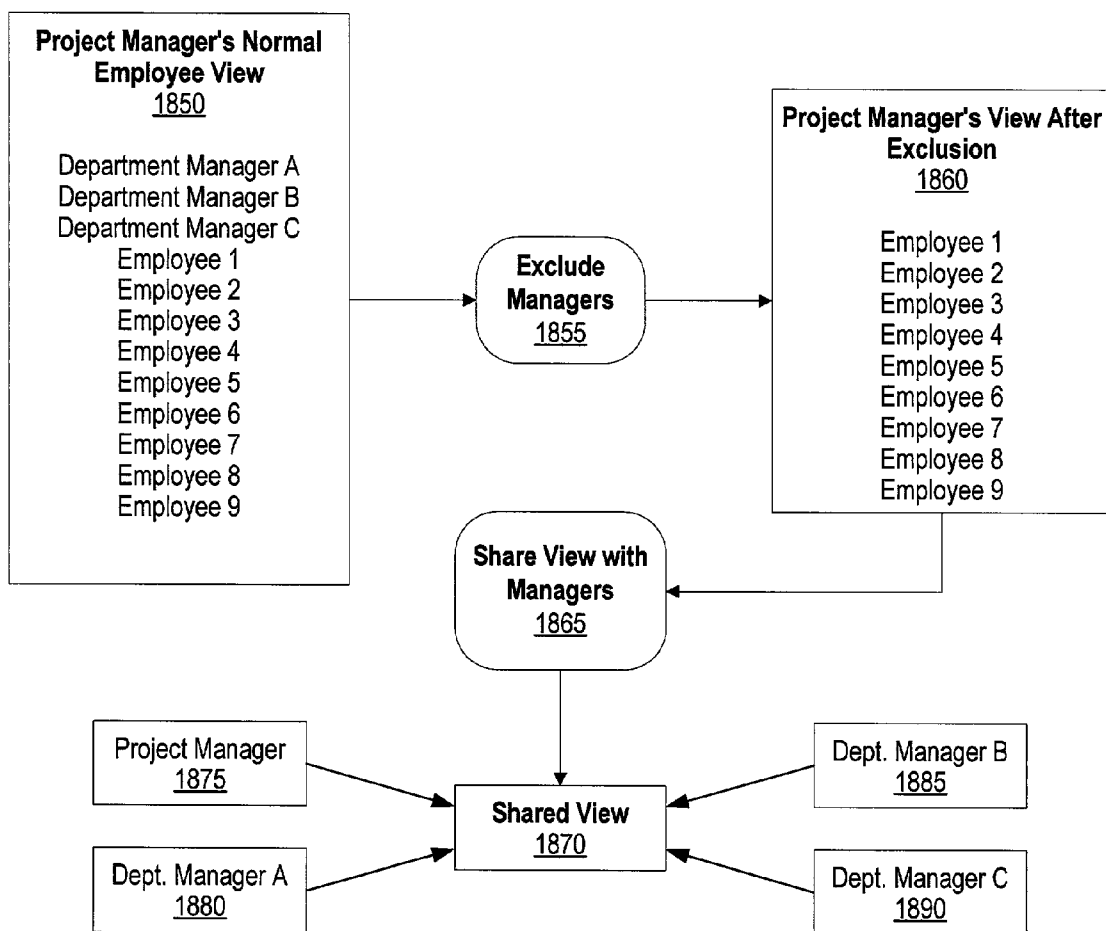 Project Manager's Normal
Employee View
1850
Department Manager A
Department Manager B
Department Manager C
Employee 1
Employee 2
Employee 3
Employee 4
Employee 5
Employee 6
Employee 7
Employee 8
Employee 9
Exclude
Managers
1855
Project Manager's View After
Exclusion
1860
Employee 1
Employee 2
Employee 3
Employee 4
Employee 5
Employee 6
Employee 7
Employee 8
Employee 9
Share View with
Managers
1865
Project Manager
1875
Dept. Manager B
1885
Shared View
1870
Dept. Manager A
1880
Dept. Manager C
1890